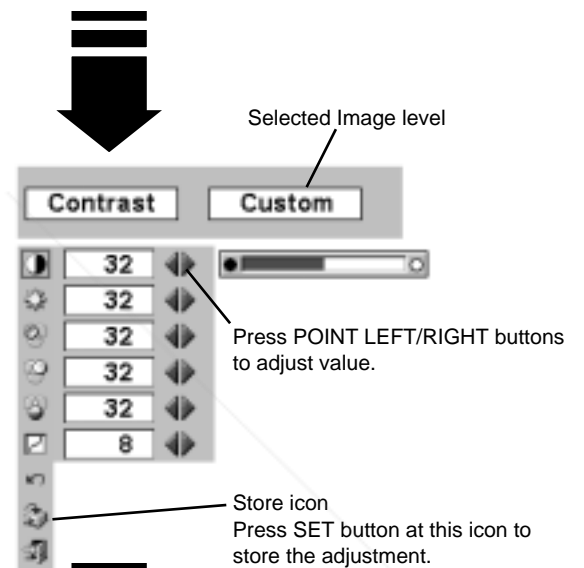 Selected Image level
Contrast
Custom
32
32
Press POINT LEFT/RIGHT buttons
to adjust value.
32
32
32
8
Store icon
Press SET button at this icon to
store the adjustment.